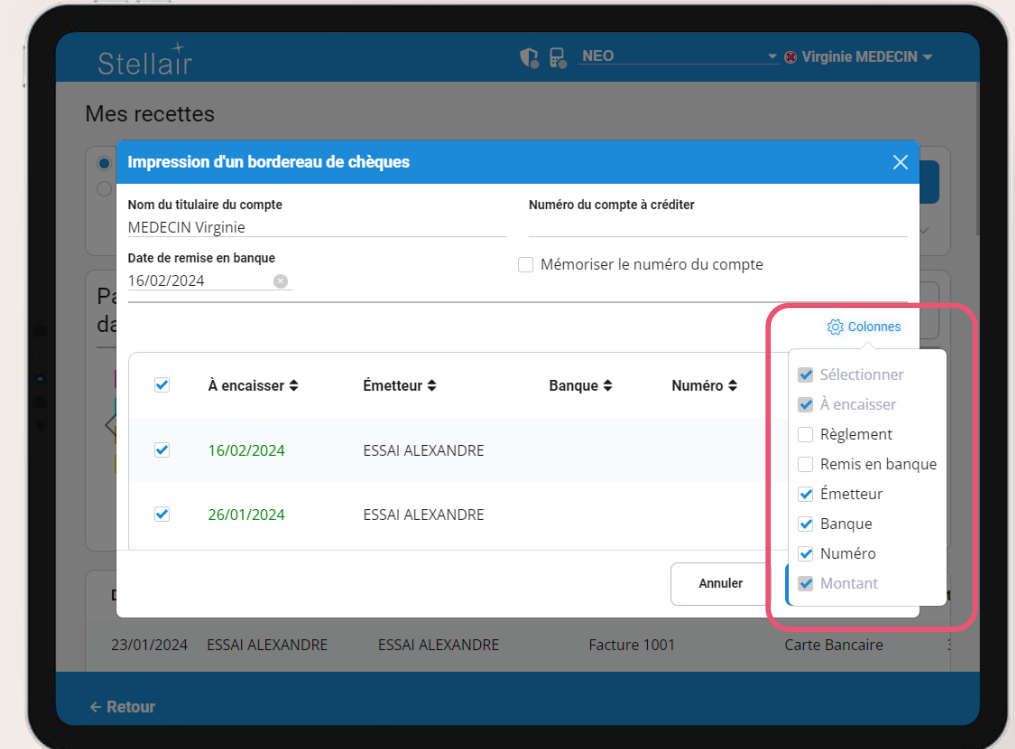 Stellair
NEO
Virginie MEDECIN
Mes recettes
Impression d'un bordereau de chèques
Nom du titulaire du compte
Numéro du compte à créditer
MEDECIN Virginie
Date de remise en banque
16/02/2024
Mémoriser le numéro du compte
Colonnes
À encaisser
Émetteur
Banque
Numéro
16/02/2024 ESSAI ALEXANDRE
26/01/2024 ESSAI ALEXANDRE
Sélectionner
À encaisser
Règlement
Remis en banque
Émetteur
Banque
Numéro
Montant
Annuler
23/01/2024 ESSAI ALEXANDRE ESSAI ALEXANDRE Facture 1001 Carte Bancaire
← Retour